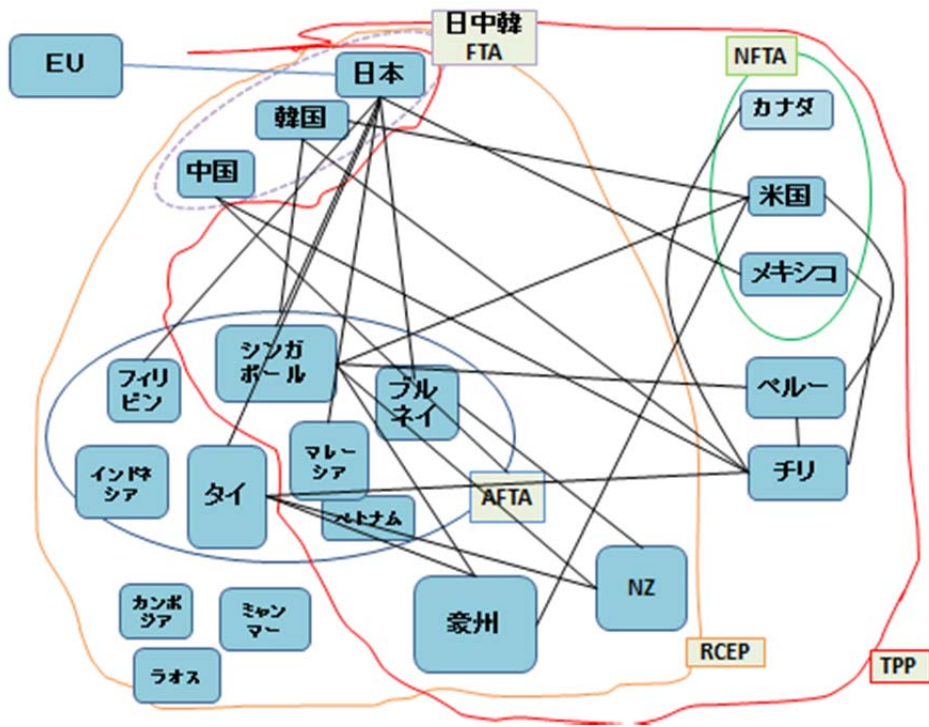 日中韓
FTA
EU
日本
NFTA
韓国
カナダ
中国
米国
メキシコ
シンガ
ポール
フィリ
ピン
ブル
ネイ
ペルー
マレー
シア
インドネ
シア
タイ
チリ
AFTA
ベトナム
NZ
豪州
カンボ
ジア
ミャン
マー
ラオス
RCEP
TPP